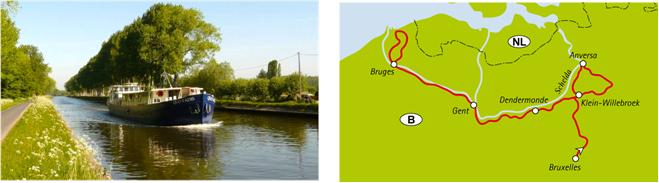 NL
Anversa
Bruges
Schelda
Dendermonde
Klein-Willebroek
Gent
B
Bruxelles